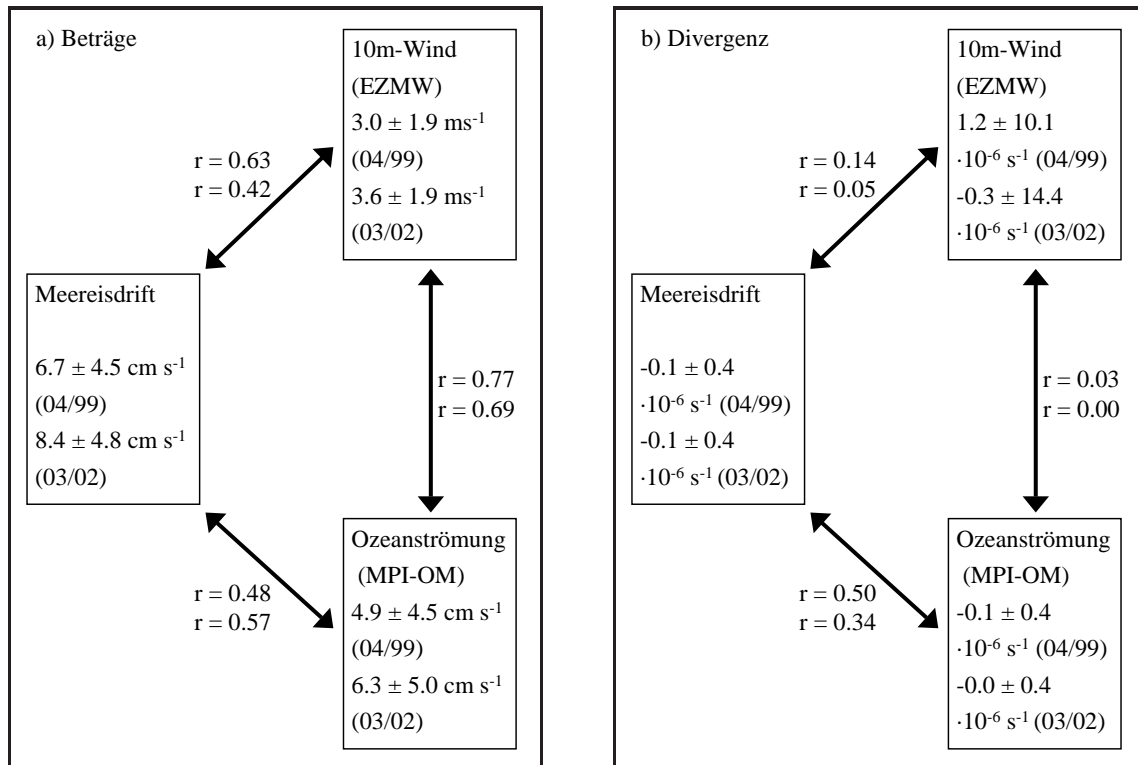 a) Beträge
10m-Wind
(EZMW)
3.0 ± 1.9 ms⁻¹
(04/99)
3.6 ± 1.9 ms⁻¹
(03/02)
r = 0.63
r = 0.42
Meereisdrift
6.7 ± 4.5 cm s⁻¹
(04/99)
8.4 ± 4.8 cm s⁻¹
(03/02)
r = 0.77
r = 0.69
r = 0.48
r = 0.57
Ozeanströmung
(MPI-OM)
4.9 ± 4.5 cm s⁻¹
(04/99)
6.3 ± 5.0 cm s⁻¹
(03/02)
b) Divergenz
10m-Wind
(EZMW)
1.2 ± 10.1
·10⁻⁶ s⁻¹ (04/99)
-0.3 ± 14.4
·10⁻⁶ s⁻¹ (03/02)
r = 0.14
r = 0.05
Meereisdrift
-0.1 ± 0.4
·10⁻⁶ s⁻¹ (04/99)
-0.1 ± 0.4
·10⁻⁶ s⁻¹ (03/02)
r = 0.03
r = 0.00
r = 0.50
r = 0.34
Ozeanströmung
(MPI-OM)
-0.1 ± 0.4
·10⁻⁶ s⁻¹ (04/99)
-0.0 ± 0.4
·10⁻⁶ s⁻¹ (03/02)